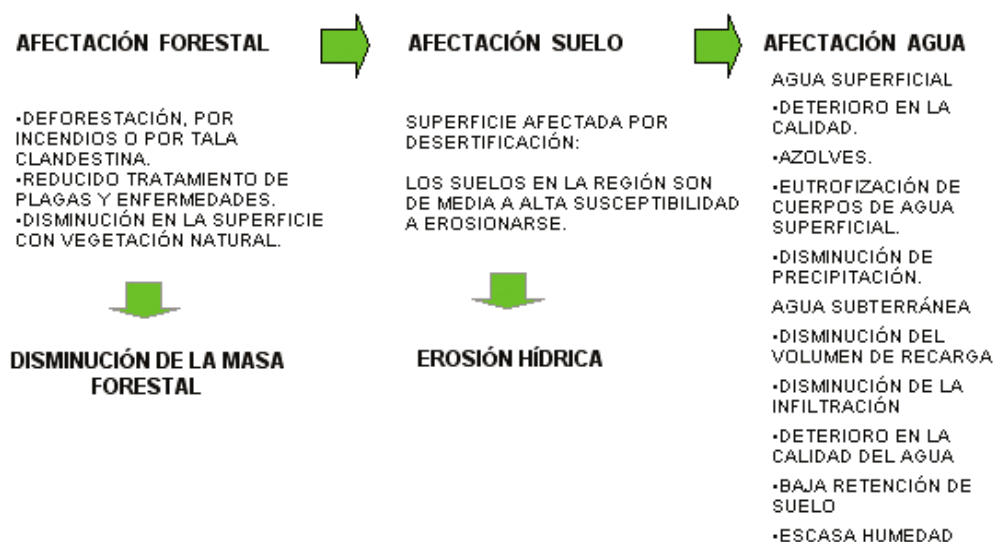 AFECTACIÓN FORESTAL
•DEFORESTACIÓN, POR
INCENDIOS O POR TALA
CLANDESTINA.
•REDUCIDO TRATAMIENTO DE
PLAGAS Y ENFERMEDADES.
•DISMINUCIÓN EN LA SUPERFICIE
CON VEGETACIÓN NATURAL.
DISMINUCIÓN DE LA MASA
FORESTAL
AFECTACIÓN SUELO
SUPERFICIE AFECTADA POR
DESERTIFICACIÓN:
LOS SUELOS EN LA REGIÓN SON
DE MEDIA A ALTA SUSCEPTIBILIDAD
A EROSIONARSE.
EROSIÓN HÍDRICA
AFECTACIÓN AGUA
AGUA SUPERFICIAL
•DETERIORO EN LA
CALIDAD.
•AZOLVES.
•EUTROFIZACIÓN DE
CUERPOS DE AGUA
SUPERFICIAL.
•DISMINUCIÓN DE
PRECIPITACIÓN.
AGUA SUBTERRÁNEA
•DISMINUCIÓN DEL
VOLUMEN DE RECARGA
•DISMINUCIÓN DE LA
INFILTRACIÓN
•DETERIORO EN LA
CALIDAD DEL AGUA
•BAJA RETENCIÓN DE
SUELO
•ESCASA HUMEDAD